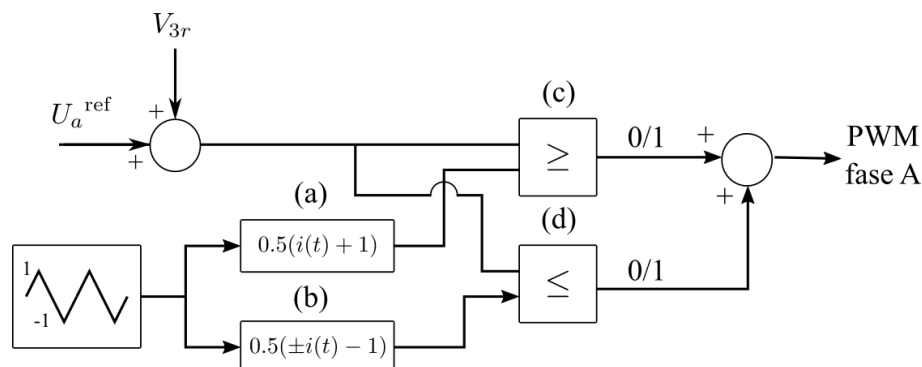 V3r
Ua^ref
+
+
(c)
≥
0/1
+
+
PWM
fase A
(a)
0.5(i(t) + 1)
(d)
≤
0/1
1
-1
(b)
0.5(±i(t) − 1)